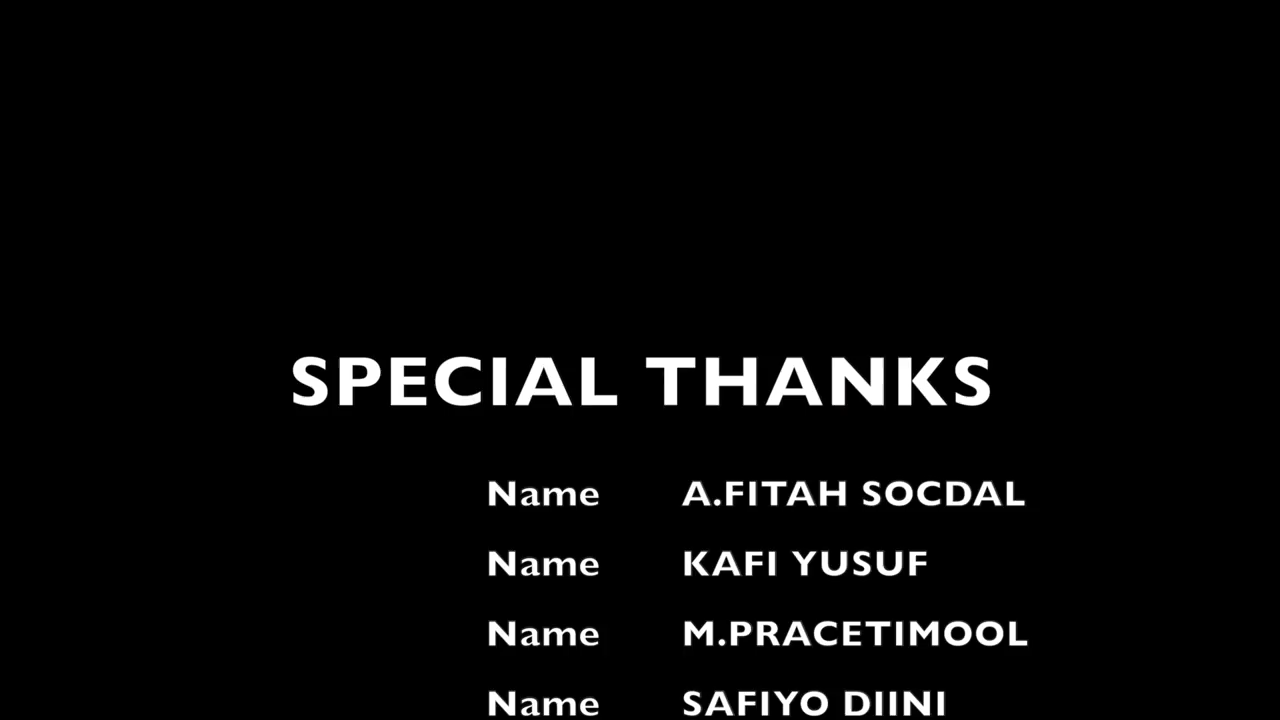 SPECIAL THANKS
Name A.FITAH SOCDAL
Name KAFI YUSUF
Name M.PRACETIMOOL
Name SAFIYO DIINI